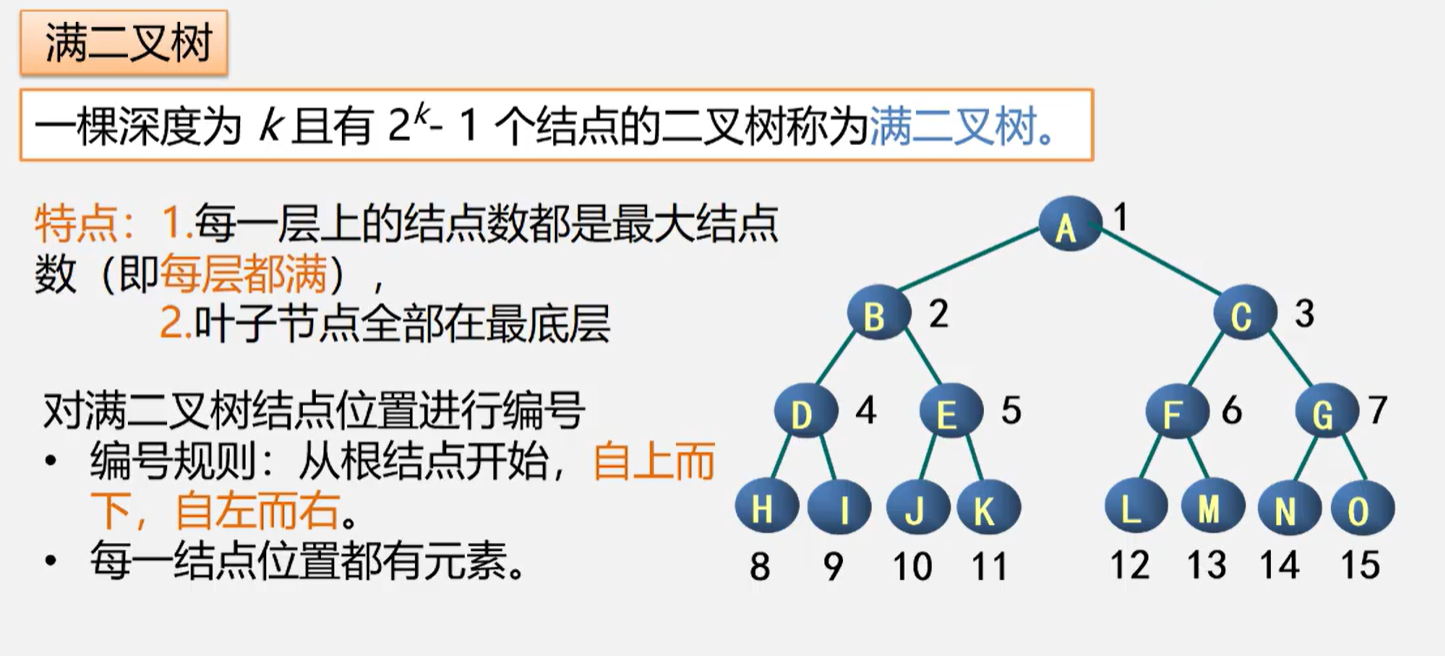 满二叉树
一棵深度为 k 且有 2ᵏ- 1 个结点的二叉树称为满二叉树。
特点：1.每一层上的结点数都是最大结点
数（即每层都满），
2.叶子节点全部在最底层
对满二叉树结点位置进行编号
• 编号规则：从根结点开始，自上而
下，自左而右。
• 每一结点位置都有元素。
A 1
B 2 C 3
D 4 E 5 F 6 G 7
H I J K L M N O
8 9 10 11 12 13 14 15